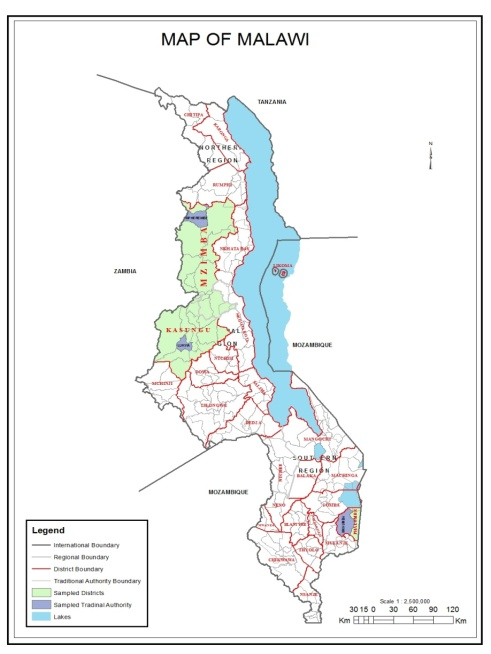 MAP OF MALAWI
TANZANIA
CHITIPA
KARONGA
NORTHERN
REGION
RUMPHI
N
MZIMBA
NKHATA BAY
LIKOMA
ZAMBIA
KASUNGU
NTCHISI
DOWA
MCHINJI
LILONGWE
SALIMA
DEDZA
MOZAMBIQUE
MANGOCHI
SOUTHERN
REGION
BALAKA
MACHINGA
NTCHEU
MOZAMBIQUE
ZOMBA
NENO
BLANTYRE
THYOLO
CHIKWAWA
NSANJE
Legend
International Boundary
Regional Boundary
District Boundary
Traditional Authority Boundary
Sampled Districts
Sampled Tradinal Authority
Lakes
Scale 1 : 2,500,000
30 15 0 30 60 90 120
Km Km